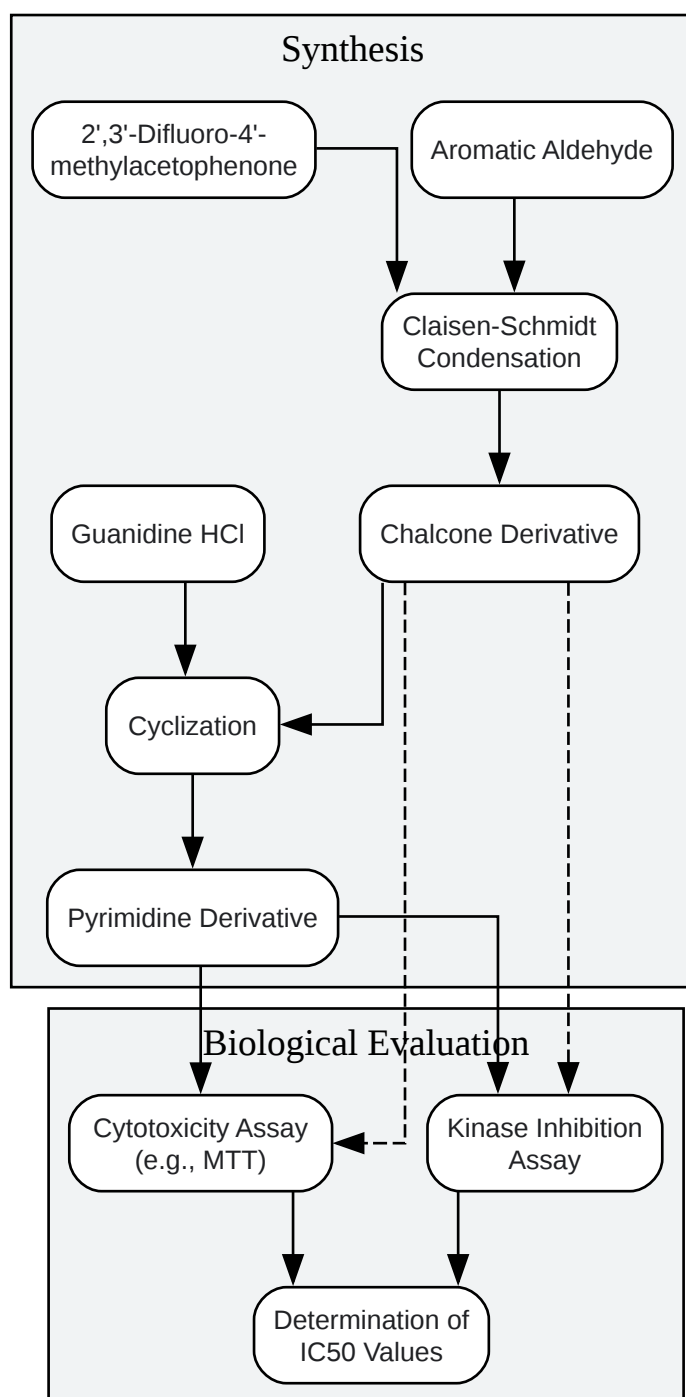 Synthesis
2',3'-Difluoro-4'-
methylacetophenone
Aromatic Aldehyde
Claisen-Schmidt
Condensation
Guanidine HCl
Chalcone Derivative
Cyclization
Pyrimidine Derivative
Biological Evaluation
Cytotoxicity Assay
(e.g., MTT)
Kinase Inhibition
Assay
Determination of
IC50 Values